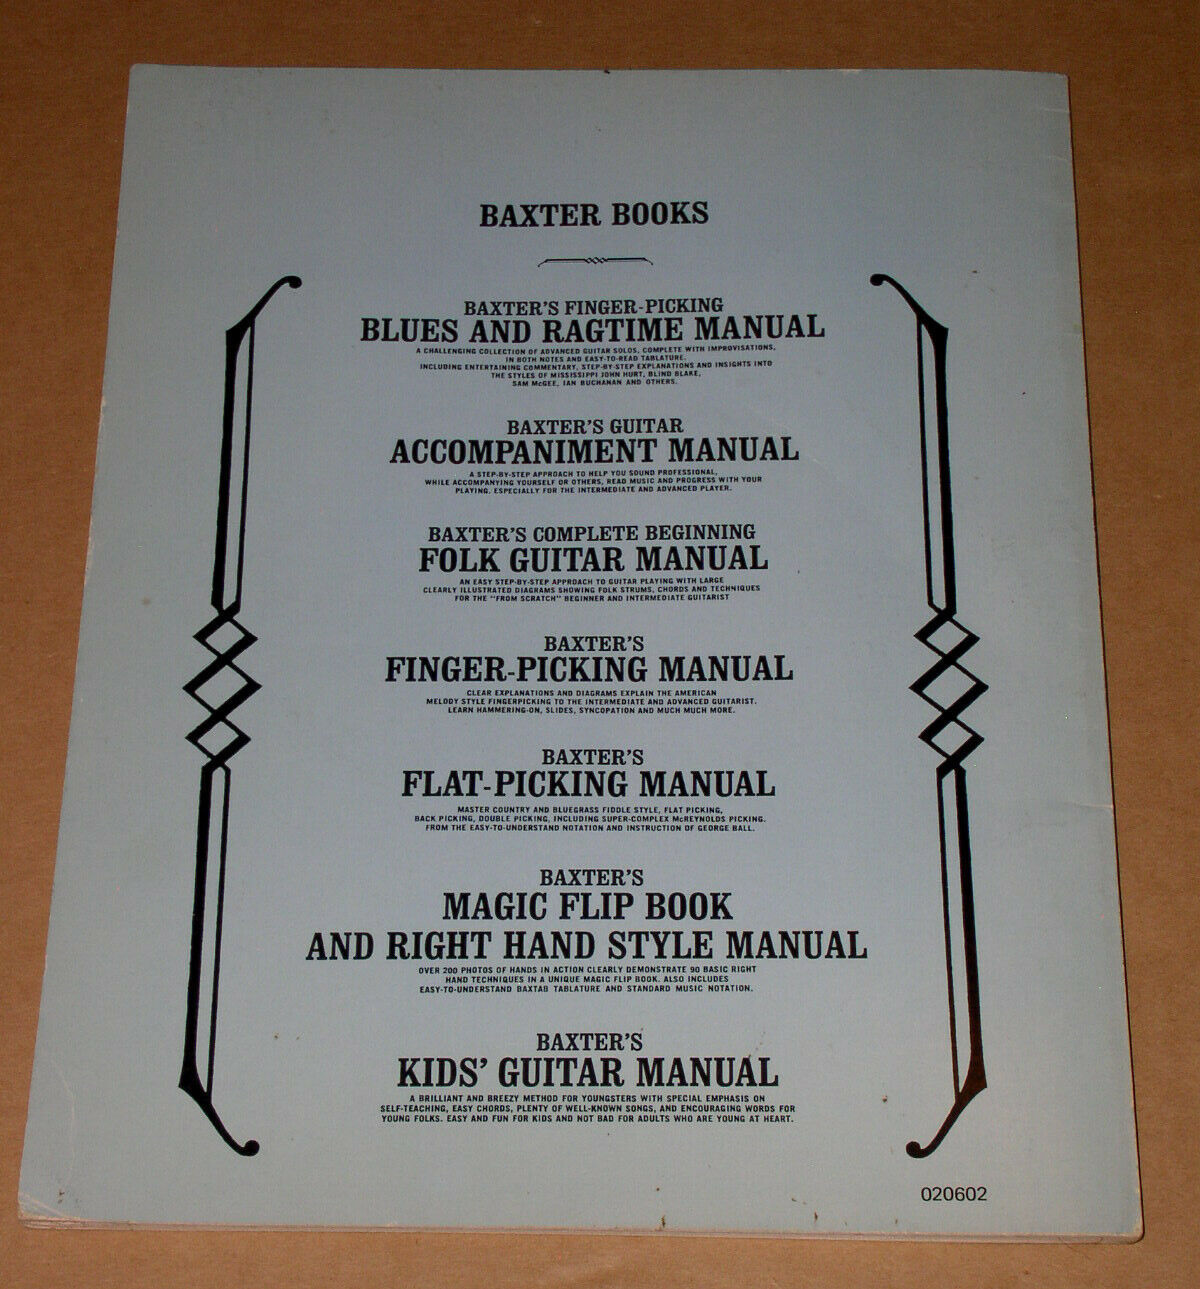 BAXTER BOOKS
BAXTER'S FINGER-PICKING
BLUES AND RAGTIME MANUAL
A CHALLENGING COLLECTION OF ADVANCED GUITAR SOLOS, COMPLETE WITH IMPROVISATIONS,
IN BOTH NOTES AND EASY-TO-READ TABLATURE.
INCLUDING ENTERTAINING COMMENTARY, STEP-BY-STEP EXPLANATIONS AND INSIGHTS INTO
THE STYLES OF MISSISSIPPI JOHN HURT, BLIND BLAKE,
SAM McGEE, IAN BUCHANAN AND OTHERS.
BAXTER'S GUITAR
ACCOMPANIMENT MANUAL
A STEP-BY-STEP APPROACH TO HELP YOU SOUND PROFESSIONAL,
WHILE ACCOMPANYING YOURSELF OR OTHERS, READ MUSIC AND PROGRESS WITH YOUR
PLAYING. ESPECIALLY FOR THE INTERMEDIATE AND ADVANCED PLAYER.
BAXTER'S COMPLETE BEGINNING
FOLK GUITAR MANUAL
AN EASY STEP-BY-STEP APPROACH TO GUITAR PLAYING WITH LARGE
CLEARLY ILLUSTRATED DIAGRAMS SHOWING FOLK STRUMS, CHORDS AND TECHNIQUES
FOR THE "FROM SCRATCH" BEGINNER AND INTERMEDIATE GUITARIST
BAXTER'S
FINGER-PICKING MANUAL
CLEAR EXPLANATIONS AND DIAGRAMS EXPLAIN THE AMERICAN
MELODY STYLE FINGERPICKING TO THE INTERMEDIATE AND ADVANCED GUITARIST.
LEARN HAMMERING-ON, SLIDES, SYNCOPATION AND MUCH MUCH MORE.
BAXTER'S
FLAT-PICKING MANUAL
MASTER COUNTRY AND BLUEGRASS FIDDLE STYLE, FLAT PICKING,
BACK PICKING, DOUBLE PICKING, INCLUDING SUPER-COMPLEX McREYNOLDS PICKING.
FROM THE EASY-TO-UNDERSTAND NOTATION AND INSTRUCTION OF GEORGE BALL.
BAXTER'S
MAGIC FLIP BOOK
AND RIGHT HAND STYLE MANUAL
OVER 200 PHOTOS OF HANDS IN ACTION CLEARLY DEMONSTRATE 90 BASIC RIGHT
HAND TECHNIQUES IN A UNIQUE MAGIC FLIP BOOK. ALSO INCLUDES
EASY-TO-UNDERSTAND BAXTAB TABLATURE AND STANDARD MUSIC NOTATION.
BAXTER'S
KIDS' GUITAR MANUAL
A BRILLIANT AND BREEZY METHOD FOR YOUNGSTERS WITH SPECIAL EMPHASIS ON
SELF-TEACHING, EASY CHORDS, PLENTY OF WELL-KNOWN SONGS, AND ENCOURAGING WORDS FOR
YOUNG FOLKS. EASY AND FUN FOR KIDS AND NOT BAD FOR ADULTS WHO ARE YOUNG AT HEART.
020602